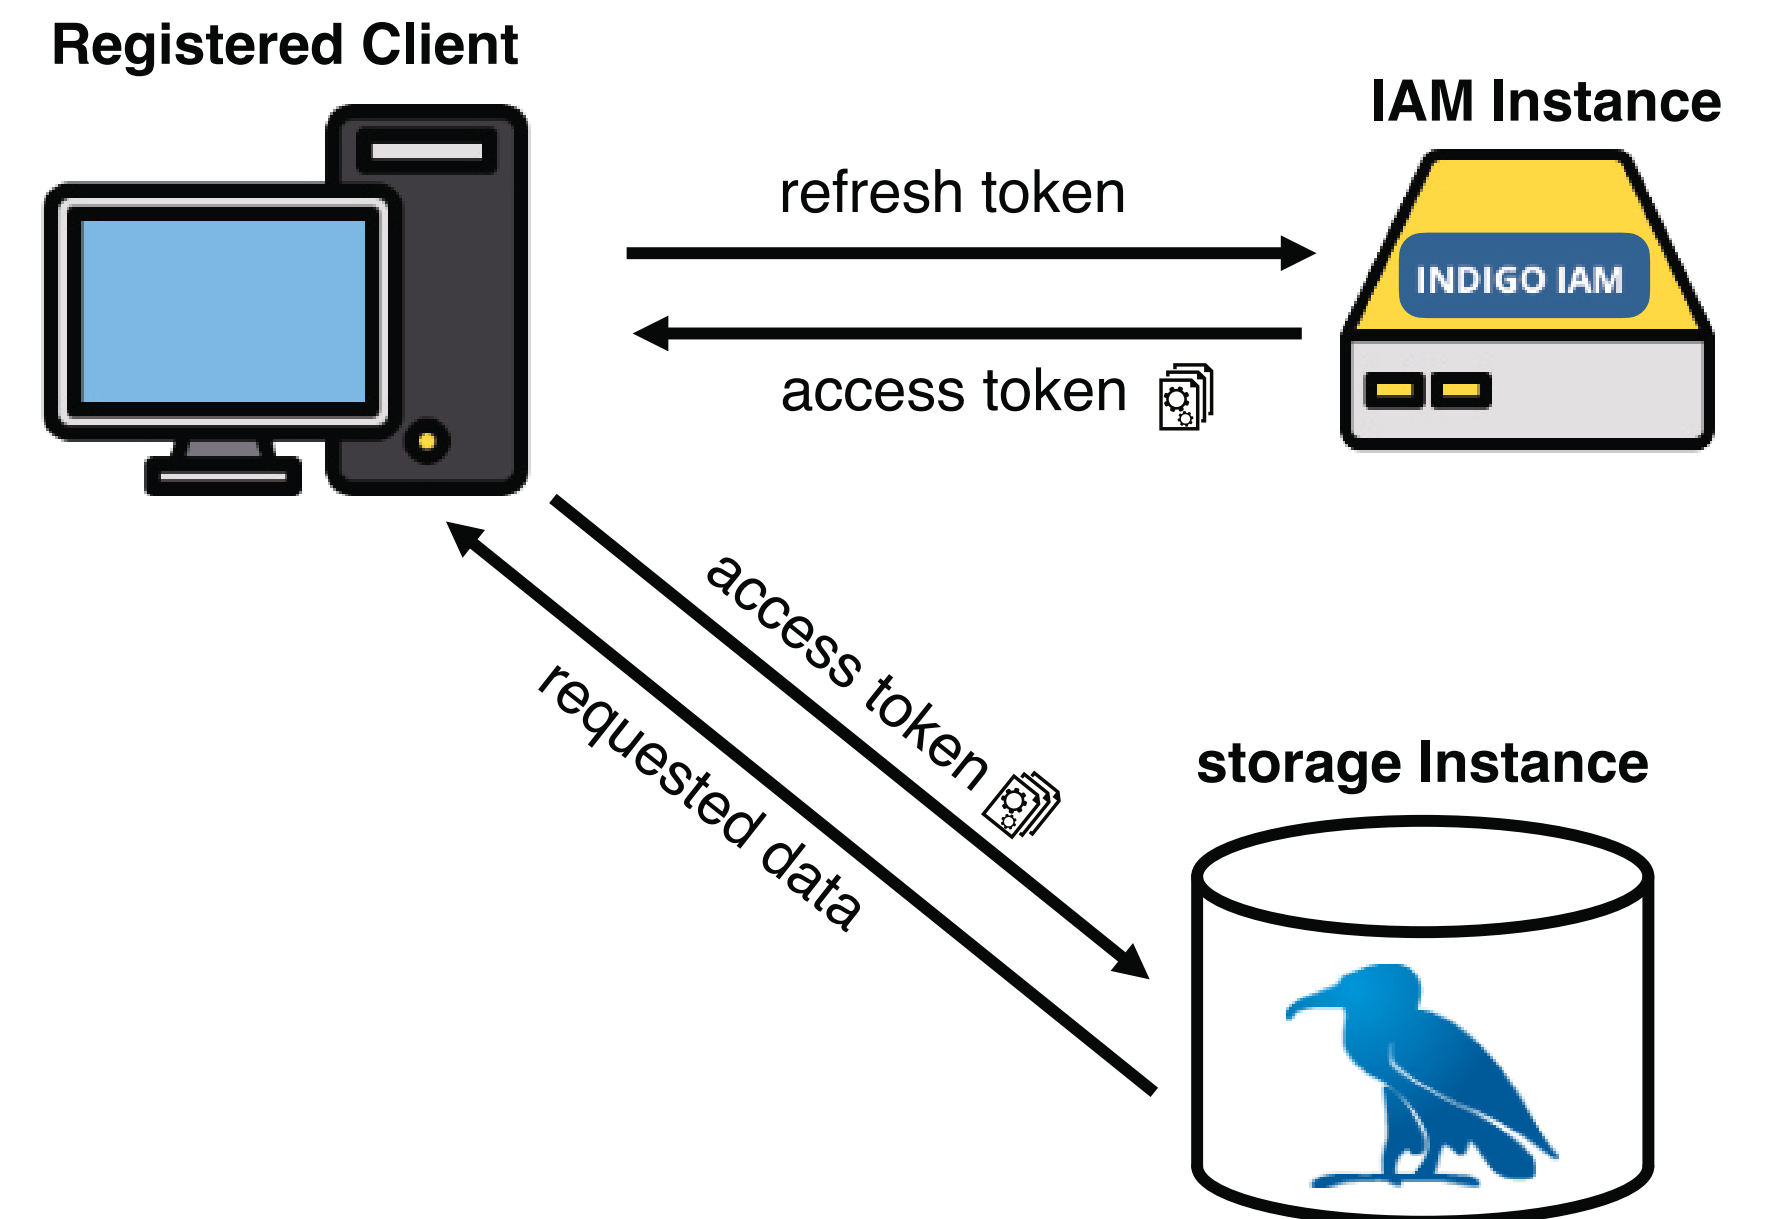 Registered Client
IAM Instance
refresh token
INDIGO IAM
access token
access token
requested data
storage Instance